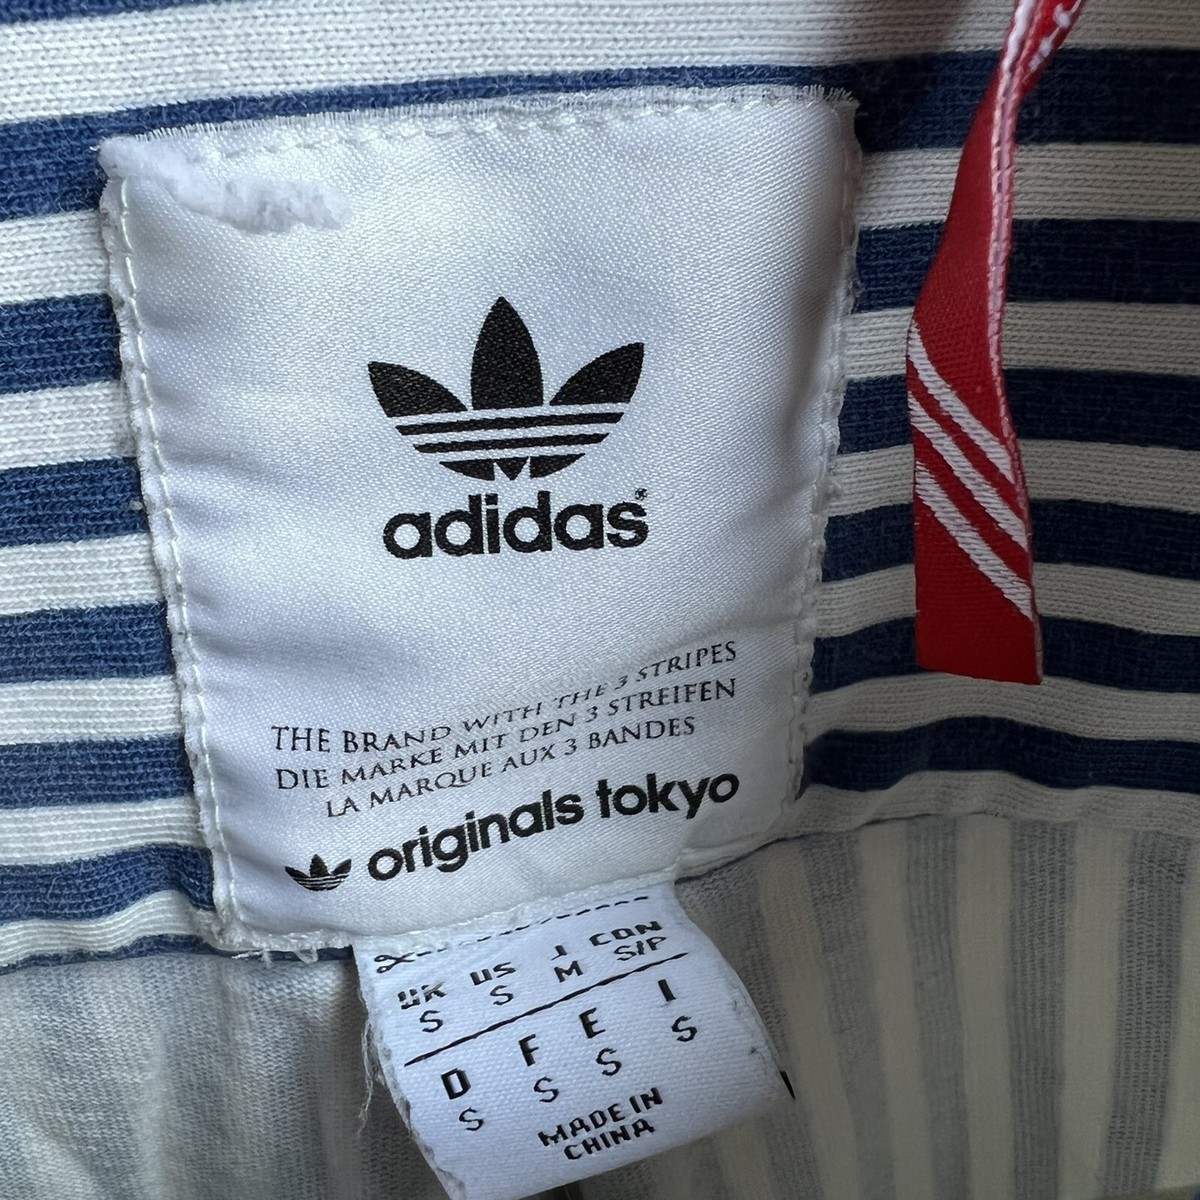 adidas®
THE BRAND WITH THE 3 STRIPES
DIE MARKE MIT DEN 3 STREIFEN
LA MARQUE AUX 3 BANDES
originals tokyo
UK US J CDN
S S M S/P
D F E I
S S S S
MADE IN
CHINA